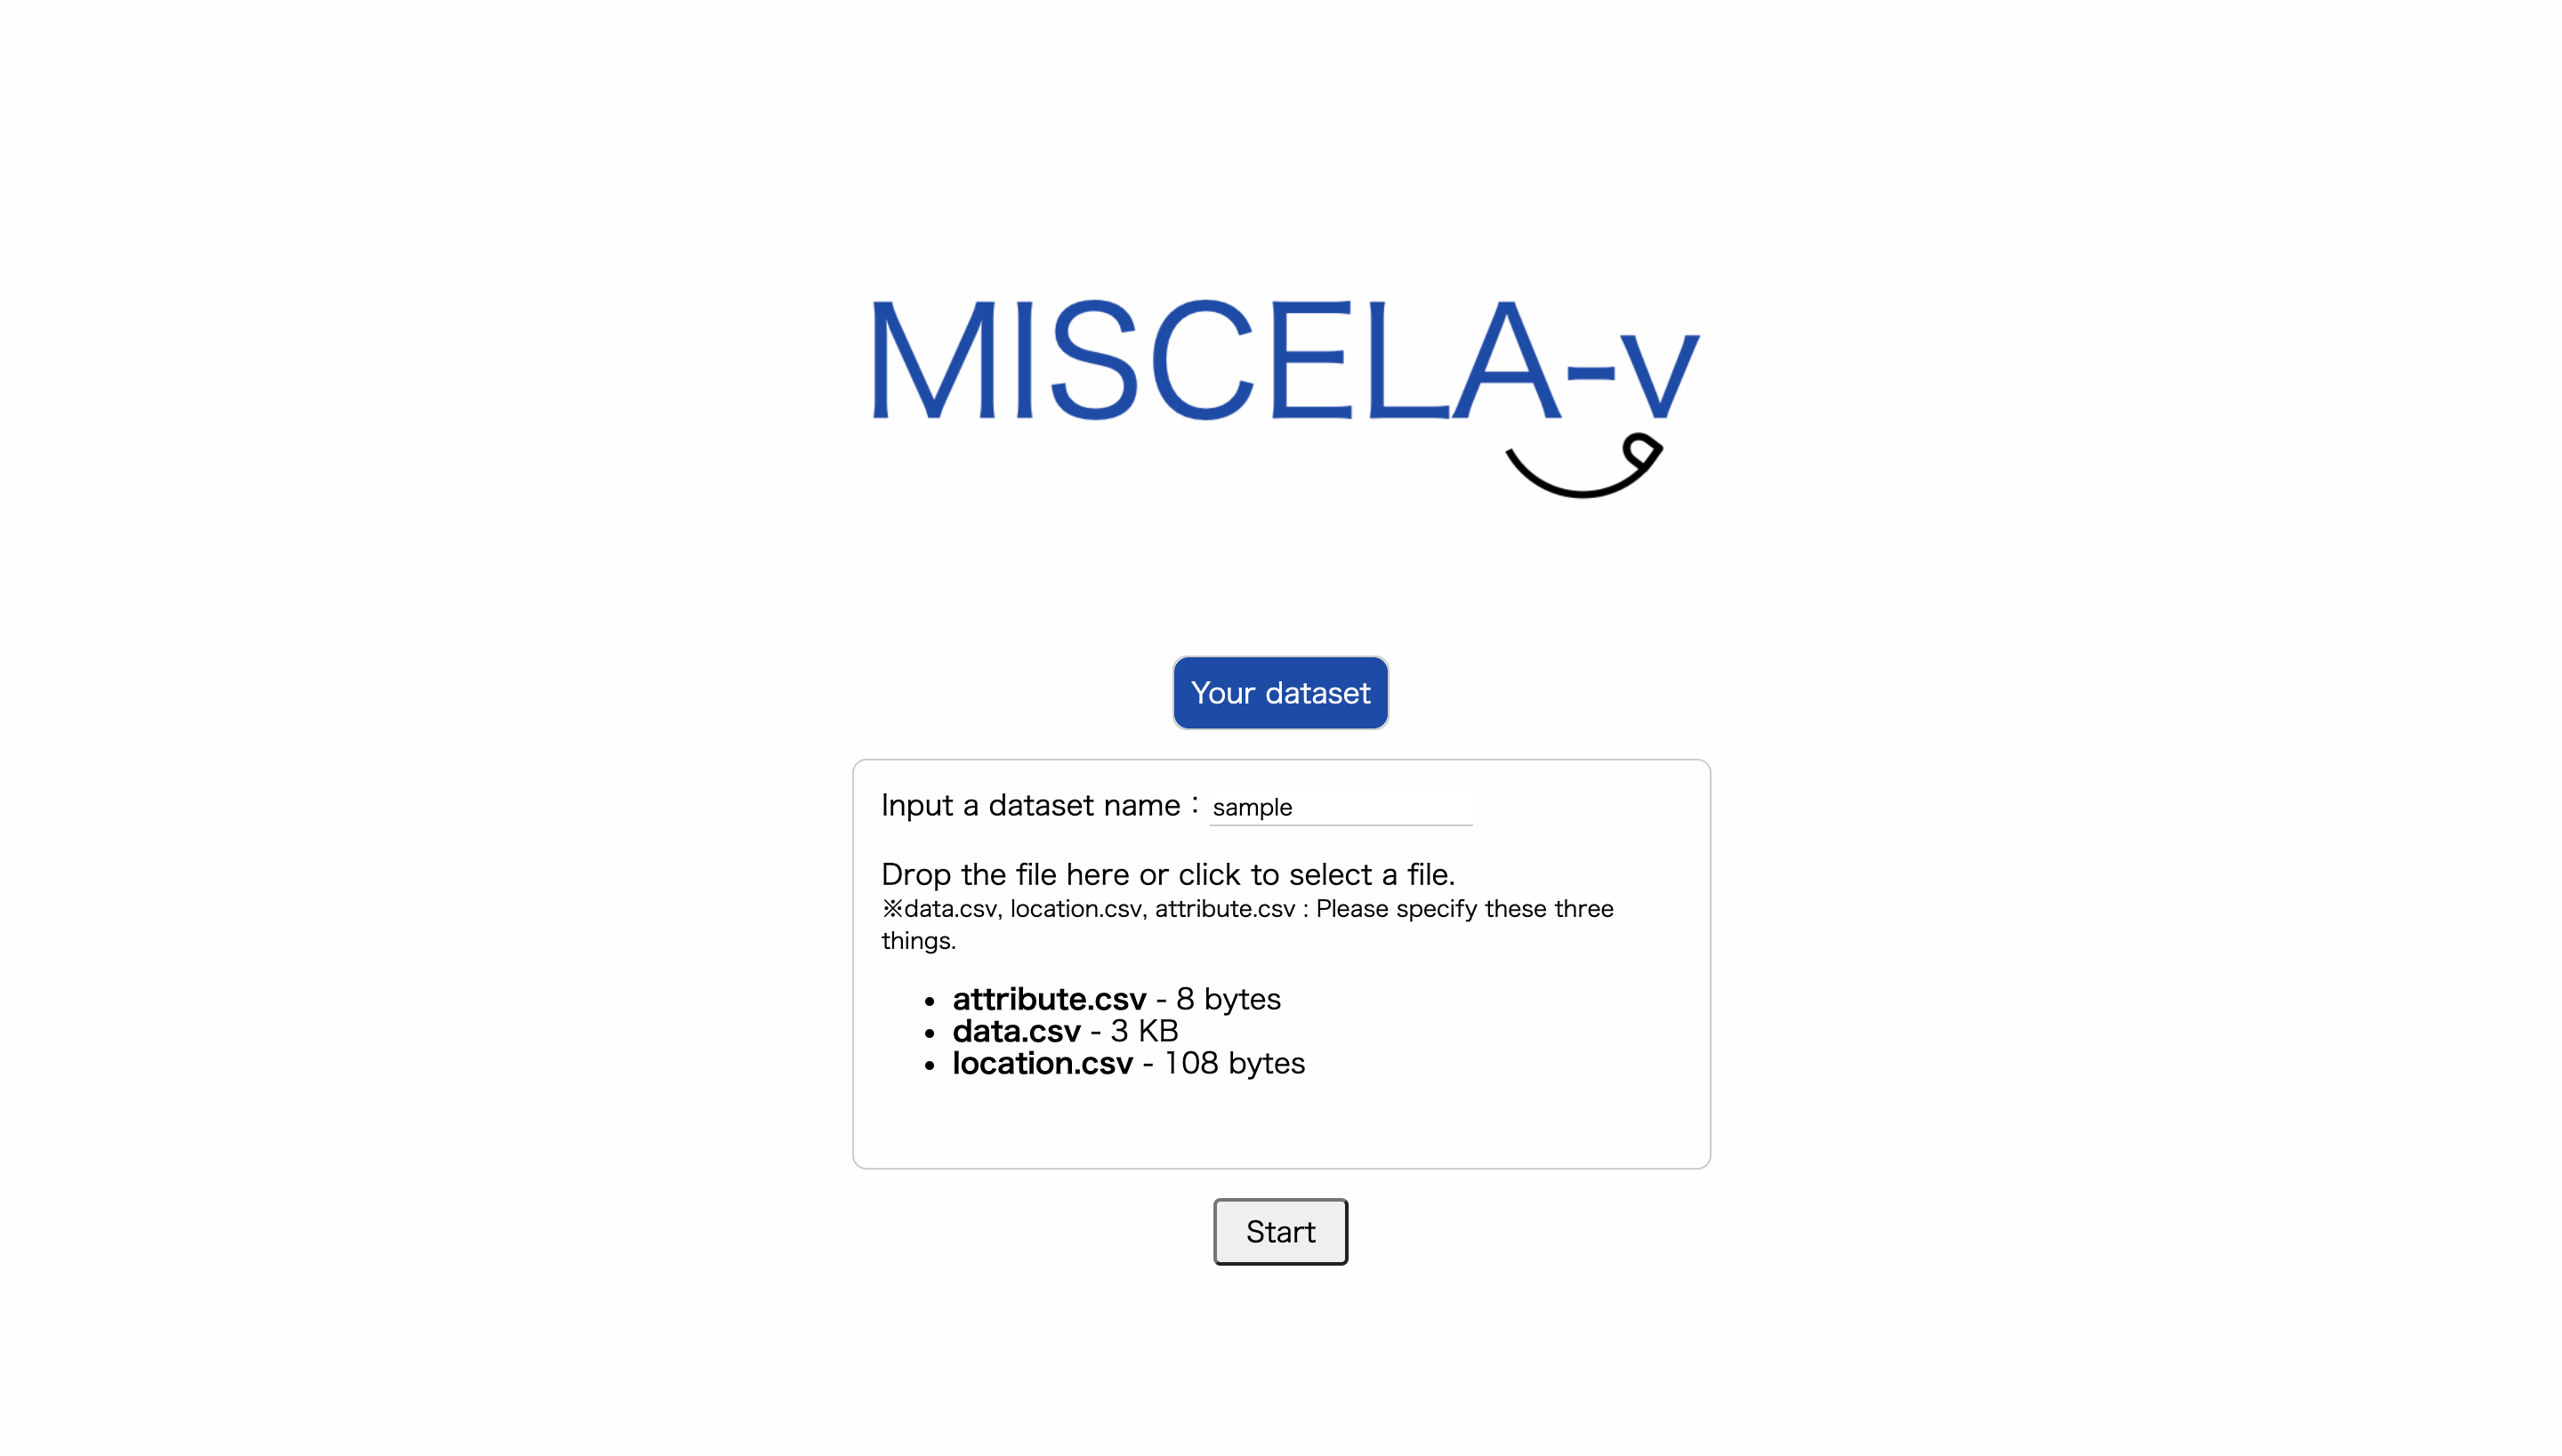 MISCELA-v
Your dataset
Input a dataset name：sample
Drop the file here or click to select a file.
※data.csv, location.csv, attribute.csv : Please specify these three
things.
• attribute.csv - 8 bytes
• data.csv - 3 KB
• location.csv - 108 bytes
Start